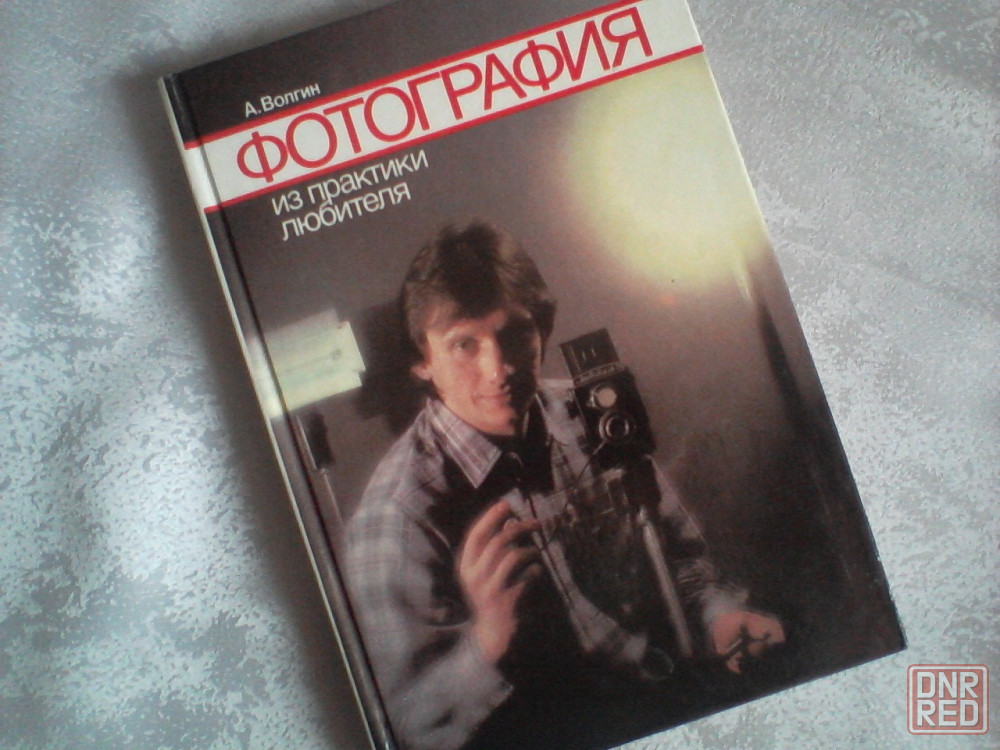 А. Волгин
ФОТОГРАФИЯ
из практики
любителя
DNR
RED